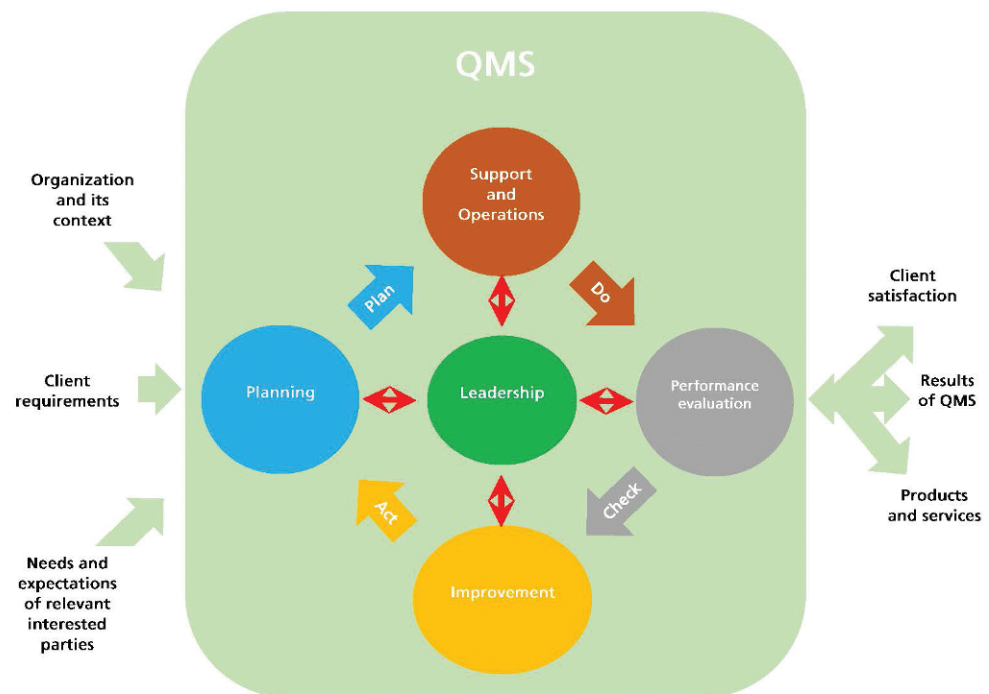 QMS
Organization
and its
context
Client
requirements
Needs and
expectations
of relevant
interested
parties
Support
and
Operations
Plan
Do
Planning
Leadership
Performance
evaluation
Act
Check
Improvement
Client
satisfaction
Results
of QMS
Products
and services